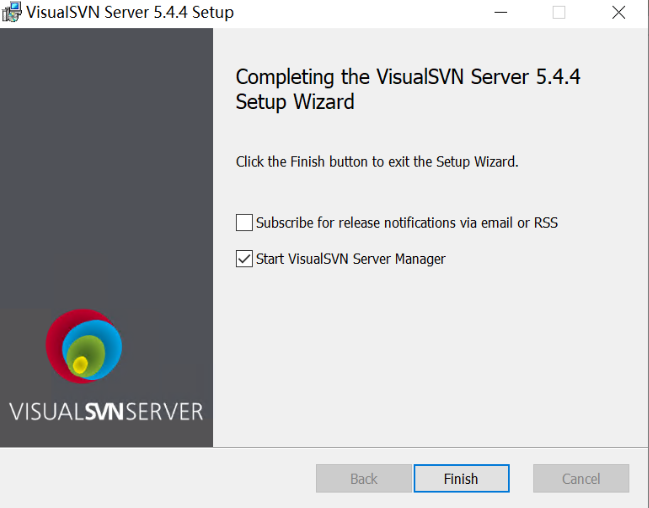 VisualSVN Server 5.4.4 Setup
Completing the VisualSVN Server 5.4.4
Setup Wizard
Click the Finish button to exit the Setup Wizard.
Subscribe for release notifications via email or RSS
Start VisualSVN Server Manager
VISUALSVNSERVER
Back
Finish
Cancel